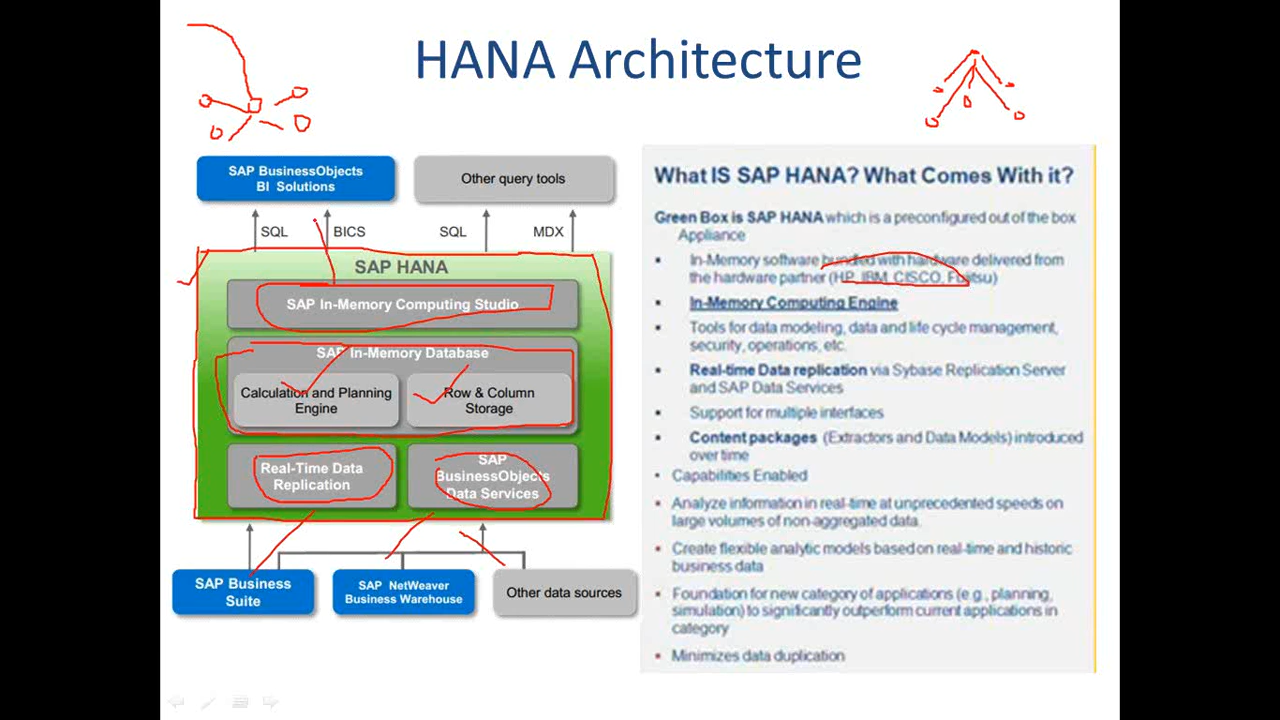 HANA Architecture
SAP BusinessObjects
BI Solutions
Other query tools
SQL
BICS
SQL
MDX
SAP HANA
SAP In-Memory Computing Studio
SAP In-Memory Database
Calculation and Planning
Engine
Row & Column
Storage
Real-Time Data
Replication
SAP
BusinessObjects
Data Services
SAP Business
Suite
SAP NetWeaver
Business Warehouse
Other data sources
What IS SAP HANA? What Comes With it?
Green Box is SAP HANA which is a preconfigured out of the box
Appliance
In-Memory software bundled with hardware delivered from
the hardware partner (HP, IBM, CISCO, Fujitsu)
In-Memory Computing Engine
Tools for data modeling, data and life cycle management,
security, operations, etc.
Real-time Data replication via Sybase Replication Server
and SAP Data Services
Support for multiple interfaces
Content packages (Extractors and Data Models) introduced
over time
Capabilities Enabled
Analyze information in real-time at unprecedented speeds on
large volumes of non-aggregated data.
Create flexible analytic models based on real-time and historic
business data
Foundation for new category of applications (e.g., planning,
simulation) to significantly outperform current applications in
category
Minimizes data duplication